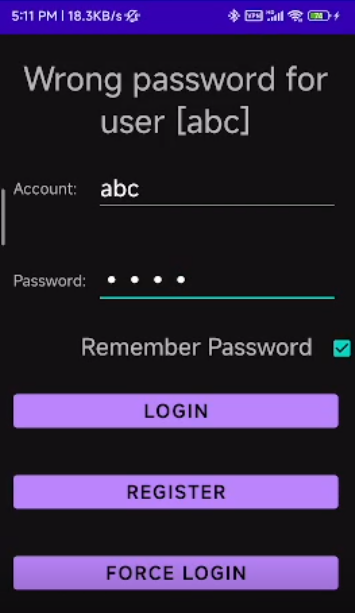 5:11 PM | 18.3KB/s
Wrong password for
user [abc]
Account: abc
Password: ••••
Remember Password
LOGIN
REGISTER
FORCE LOGIN